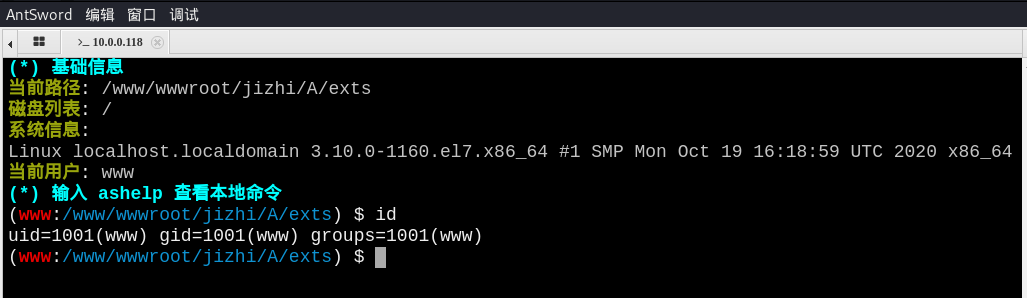 AntSword 编辑 窗口 调试
>_ 10.0.0.118
(*) 基础信息
当前路径: /www/wwwroot/jizhi/A/exts
磁盘列表: /
系统信息:
Linux localhost.localdomain 3.10.0-1160.el7.x86_64 #1 SMP Mon Oct 19 16:18:59 UTC 2020 x86_64
当前用户: www
(*) 输入 ashelp 查看本地命令
(www:/www/wwwroot/jizhi/A/exts) $ id
uid=1001(www) gid=1001(www) groups=1001(www)
(www:/www/wwwroot/jizhi/A/exts) $